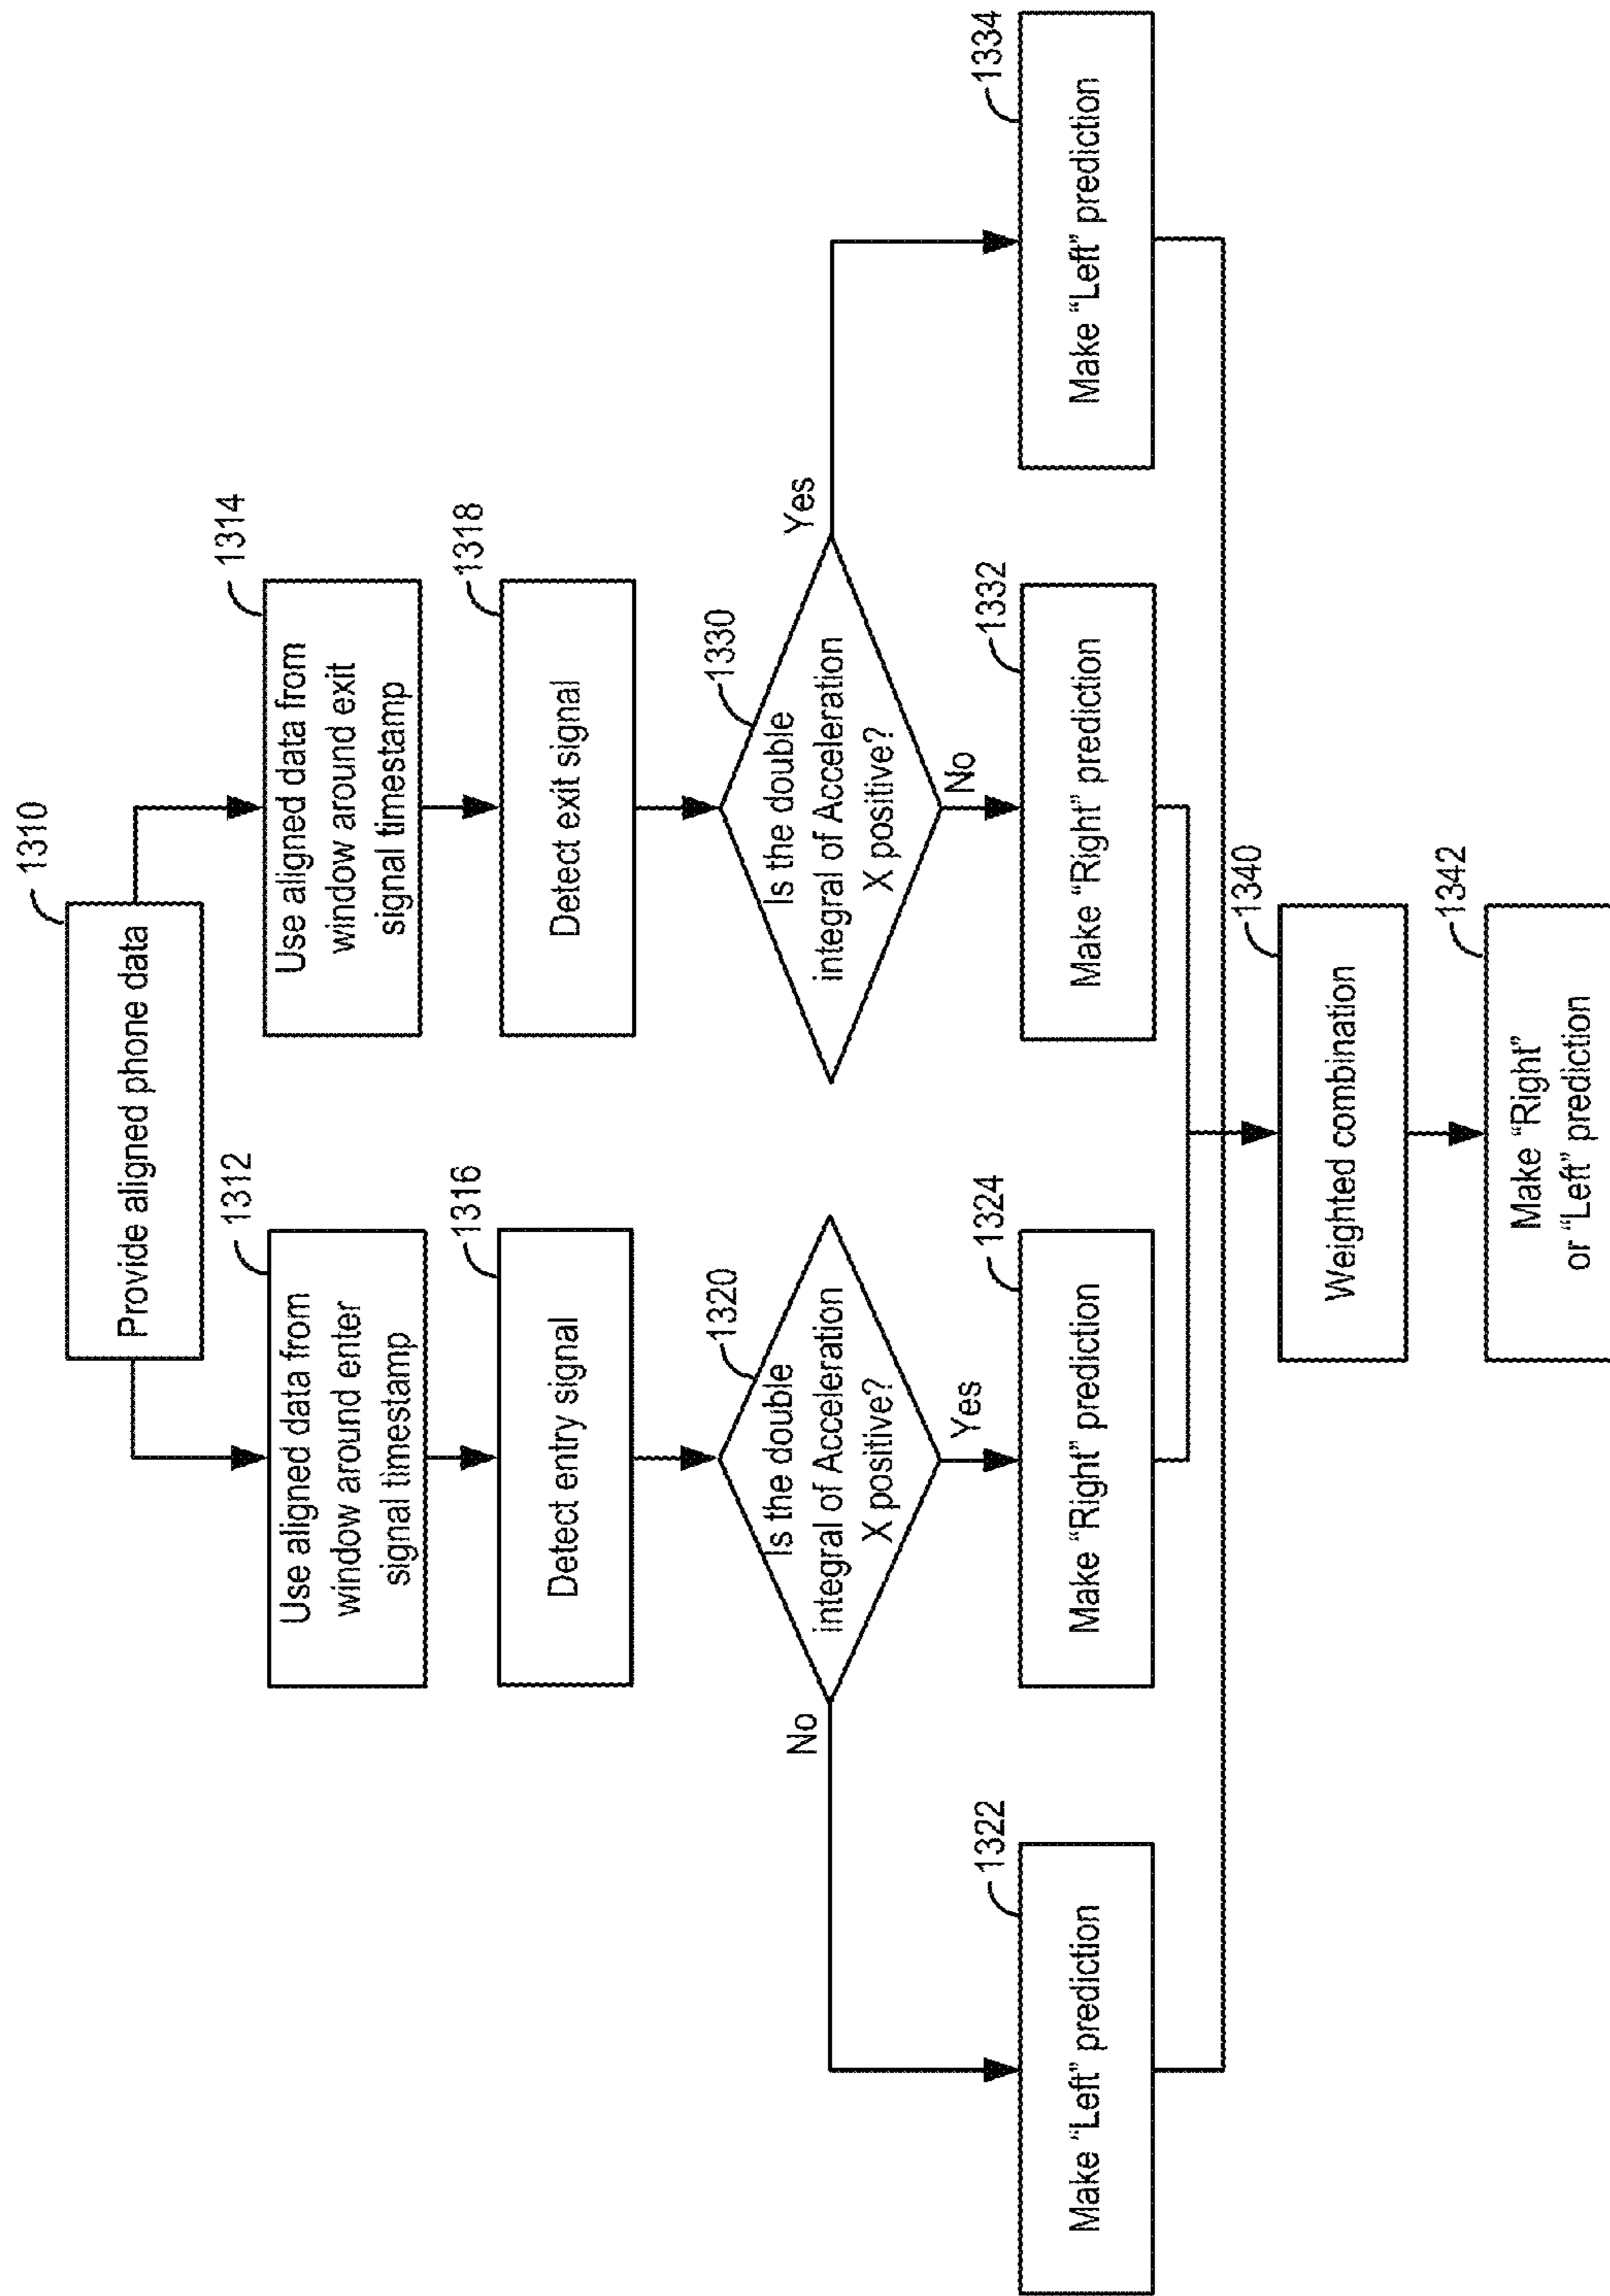 1310
Provide aligned phone data
1312
Use aligned data from
window around enter
signal timestamp
1314
Use aligned data from
window around exit
signal timestamp
1316
Detect entry signal
1318
Detect exit signal
1320
Is the double
integral of Acceleration
X positive?
No
Yes
1330
Is the double
integral of Acceleration
X positive?
No
Yes
1322
Make “Left” prediction
1324
Make “Right” prediction
1332
Make “Right” prediction
1334
Make “Left” prediction
1340
Weighted combination
1342
Make “Right”
or “Left” prediction